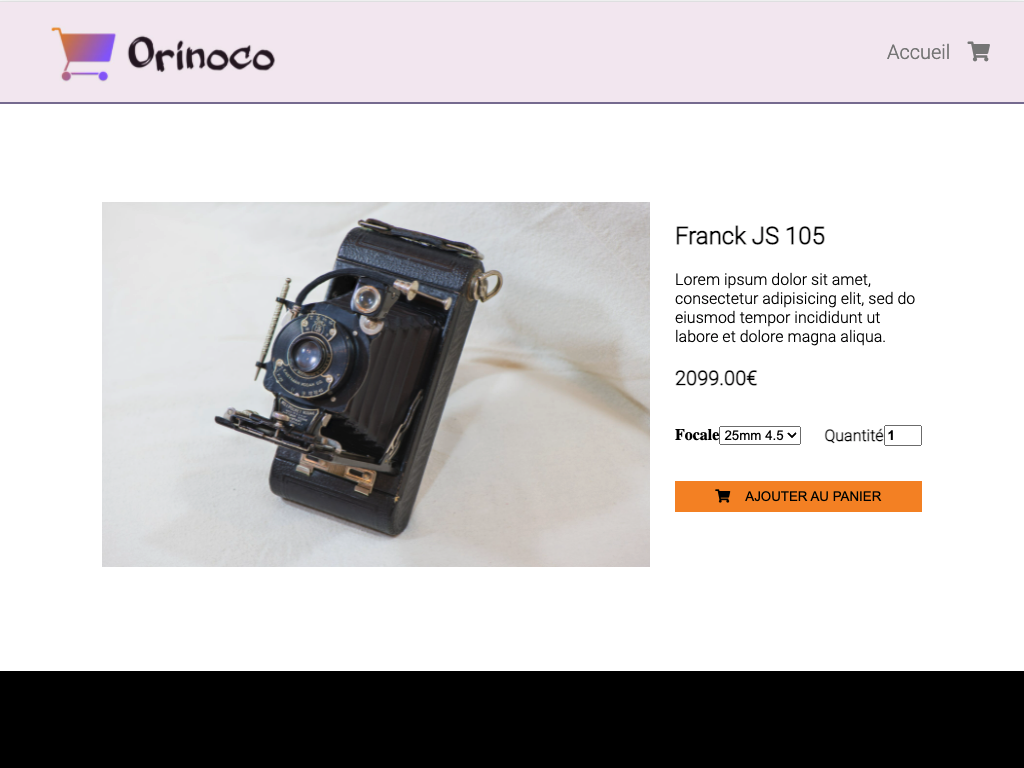 Orinoco
Accueil
Franck JS 105
Lorem ipsum dolor sit amet,
consectetur adipisicing elit, sed do
eiusmod tempor incididunt ut
labore et dolore magna aliqua.
2099.00€
Focale 25mm 4.5 Quantité 1
AJOUTER AU PANIER